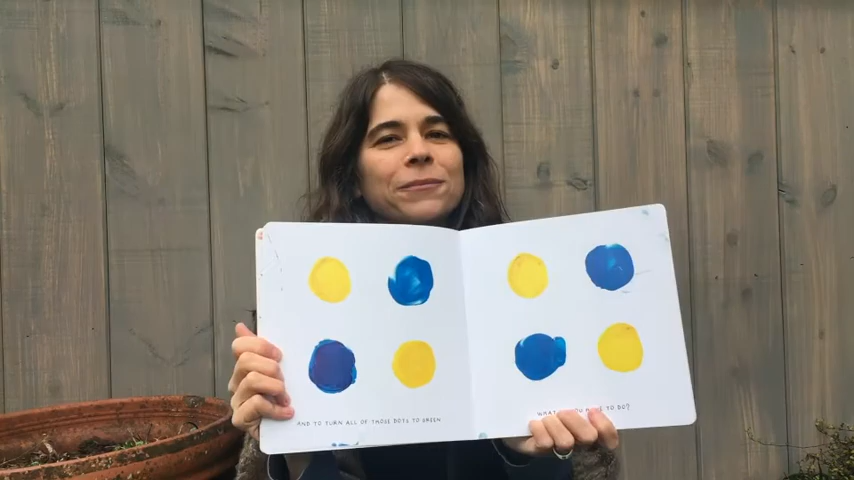 AND TO TURN ALL OF THOSE DOTS TO GREEN
WHAT TO DO?